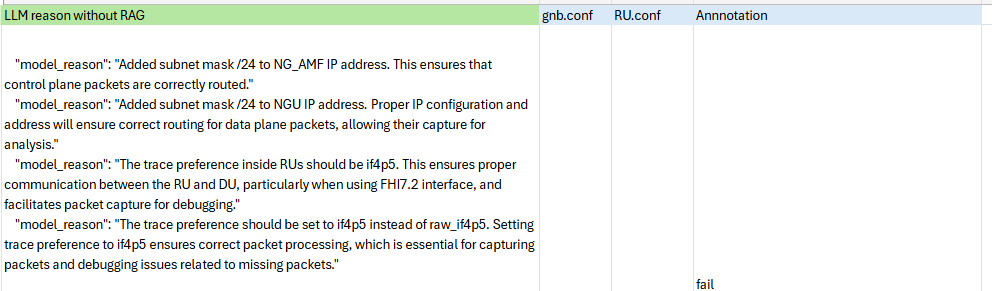 LLM reason without RAG gnb.conf RU.conf Annnotation
"model_reason": "Added subnet mask /24 to NG_AMF IP address. This ensures that
control plane packets are correctly routed."
"model_reason": "Added subnet mask /24 to NGU IP address. Proper IP configuration and
address will ensure correct routing for data plane packets, allowing their capture for
analysis."
"model_reason": "The trace preference inside RUs should be if4p5. This ensures proper
communication between the RU and DU, particularly when using FHI7.2 interface, and
facilitates packet capture for debugging."
"model_reason": "The trace preference should be set to if4p5 instead of raw_if4p5. Setting
trace preference to if4p5 ensures correct packet processing, which is essential for capturing
packets and debugging issues related to missing packets."
fail